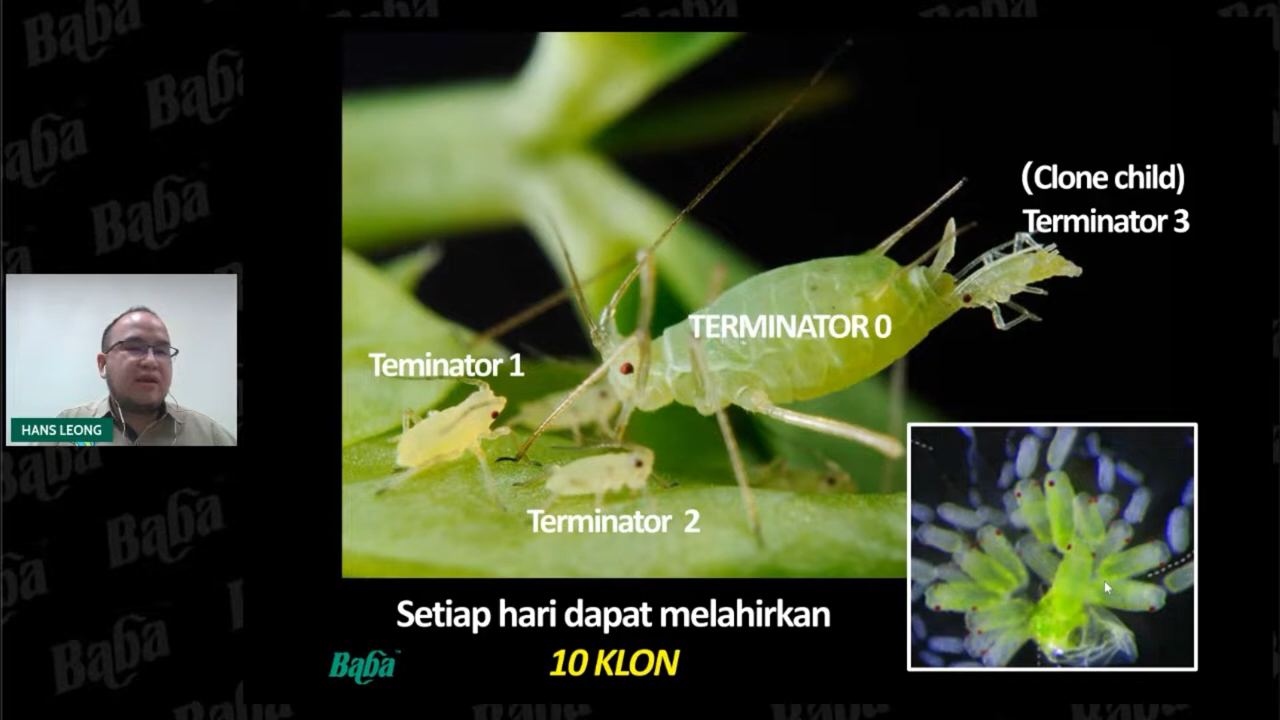 (Clone child)
Terminator 3
TERMINATOR 0
Teminator 1
Terminator 2
HANS LEONG
Setiap hari dapat melahirkan
10 KLON
Baba